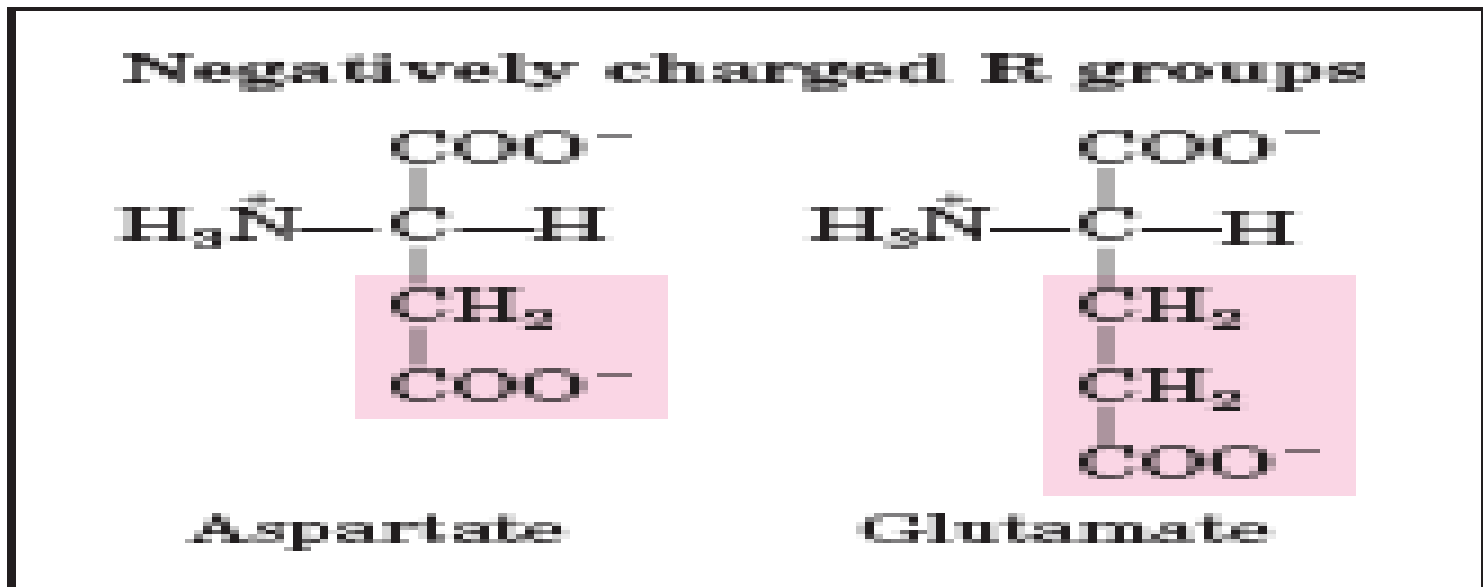 Negatively charged R groups
COO⁻ COO⁻
H₃N⁺—C—H H₃N⁺—C—H
CH₂ CH₂
COO⁻ CH₂
COO⁻
Aspartate Glutamate